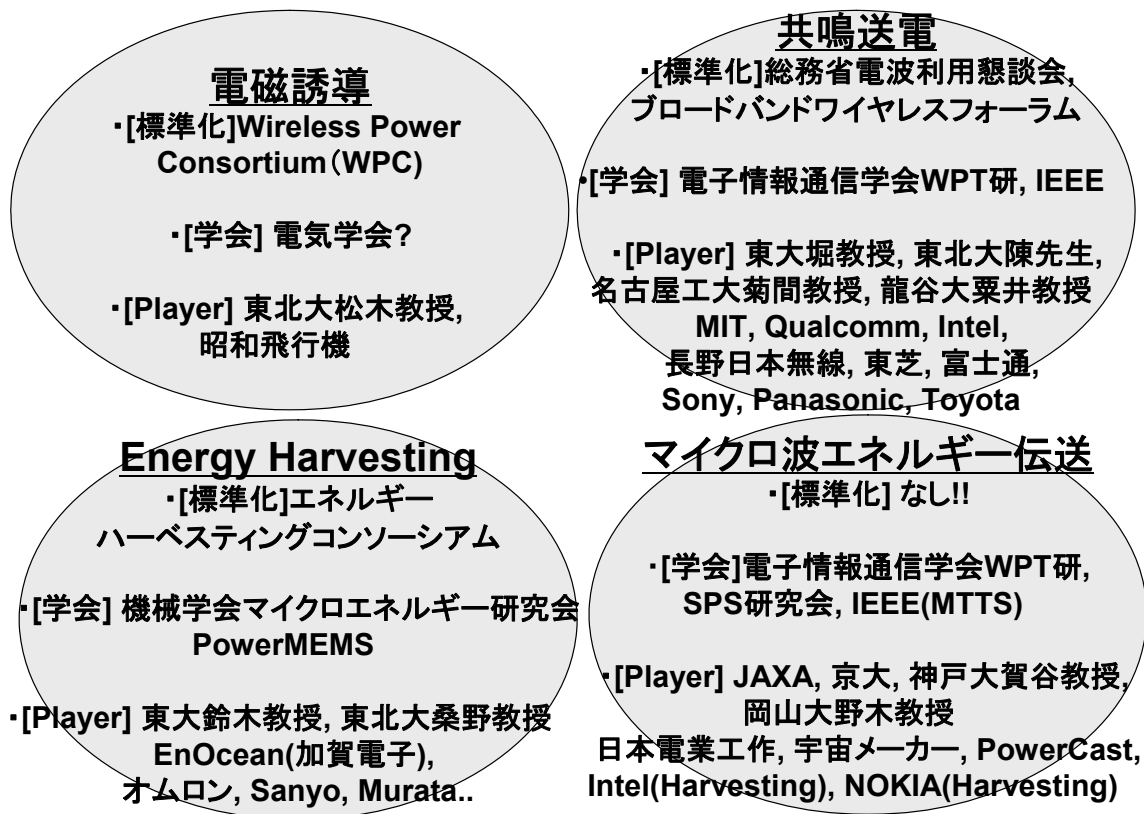 電磁誘導
・[標準化]Wireless Power
Consortium(WPC)
・[学会] 電気学会?
・[Player] 東北大松木教授,
昭和飛行機
共鳴送電
・[標準化]総務省電波利用懇談会,
ブロードバンドワイヤレスフォーラム
・[学会] 電子情報通信学会WPT研, IEEE
・[Player] 東大堀教授, 東北大陳先生,
名古屋工大菊間教授, 龍谷大粟井教授
MIT, Qualcomm, Intel,
長野日本無線, 東芝, 富士通,
Sony, Panasonic, Toyota
Energy Harvesting
・[標準化]エネルギー
ハーベスティングコンソーシアム
・[学会] 機械学会マイクロエネルギー研究会
PowerMEMS
・[Player] 東大鈴木教授, 東北大桑野教授
EnOcean(加賀電子),
オムロン, Sanyo, Murata..
マイクロ波エネルギー伝送
・[標準化] なし!!
・[学会]電子情報通信学会WPT研,
SPS研究会, IEEE(MTTS)
・[Player] JAXA, 京大, 神戸大賀谷教授,
岡山大野木教授
日本電業工作, 宇宙メーカー, PowerCast,
Intel(Harvesting), NOKIA(Harvesting)